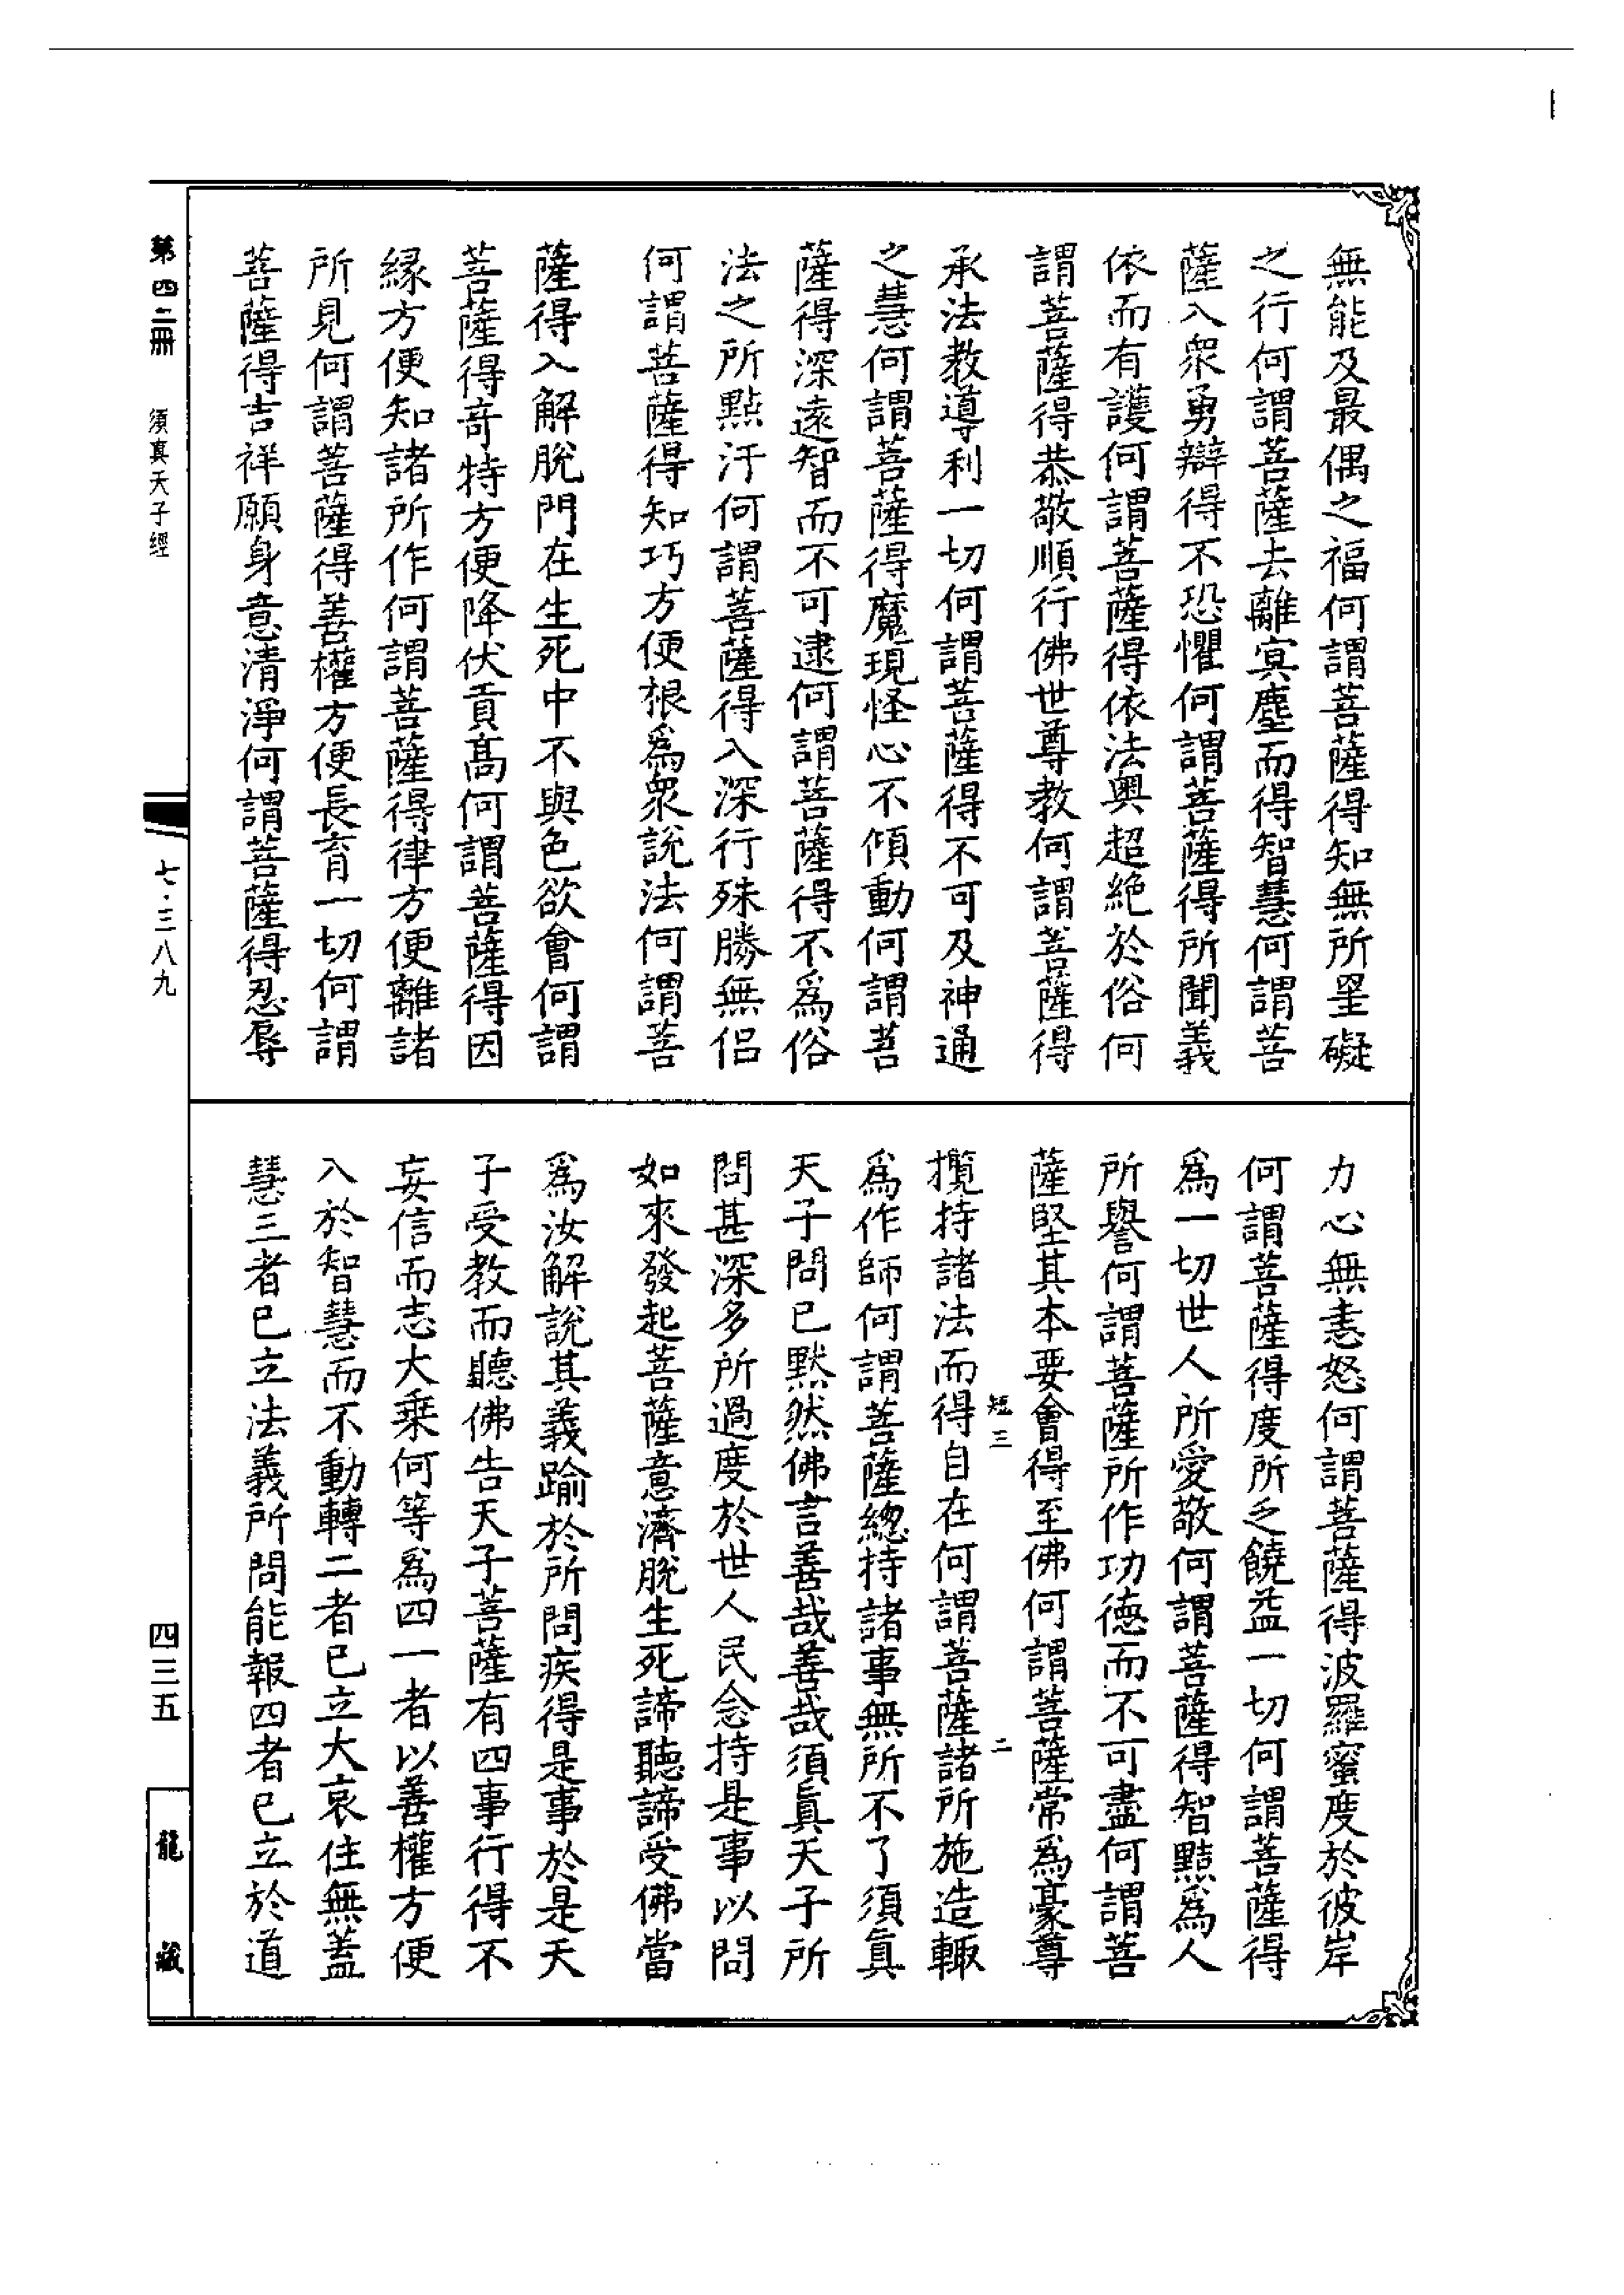 無能及最偶之福何謂菩薩得知無所罣礙
之行何謂菩薩去離冥塵而得智慧何謂菩
薩入衆勇辯得不恐懼何謂菩薩得所聞義
依而有護何謂菩薩得依法奥超絶於俗何
謂菩薩得恭敬順行佛世尊教何謂菩薩得
承法教導利一切何謂菩薩得不可及神通
之慧何謂菩薩得魔現怪心不傾動何謂菩
薩得深遠智而不可逮何謂菩薩得不爲俗
法之所點汙何謂菩薩得入深行殊勝無侣
何謂菩薩得知巧方便根爲衆説法何謂菩
薩得入解脱門在生死中不與色欲會何謂
菩薩得竒特方便降伏貢高何謂菩薩得因
縁方便知諸所作何謂菩薩得律方便離諸
所見何謂菩薩得善權方便長育一切何謂
菩薩得吉祥願身意清淨何謂菩薩得忍辱
力心無恚怒何謂菩薩得波羅蜜度於彼岸
何謂菩薩得度所乏饒益一切何謂菩薩得
爲一切世人所愛敬何謂菩薩得智黠爲人
所譽何謂菩薩所作功德而不可盡何謂菩
薩堅其本要會得至佛何謂菩薩常爲豪尊
短三 二
攬持諸法而得自在何謂菩薩諸所施造輙
爲作師何謂菩薩緫持諸事無所不了須真
天子問已黙然佛言善哉善哉須真天子所
問甚深多所過度於世人民念持是事以問
如來發起菩薩意濟脱生死諦聽諦受佛當
爲汝解説其義踰於所問疾得是事於是天
子受教而聽佛告天子菩薩有四事行得不
妄信而志大乗何等爲四一者以善權方便
入於智慧而不動轉二者已立大哀住無蓋
慧三者已立法義所問能報四者已立於道
第四二冊 須真天子經 七·三八九 四三五 龍藏